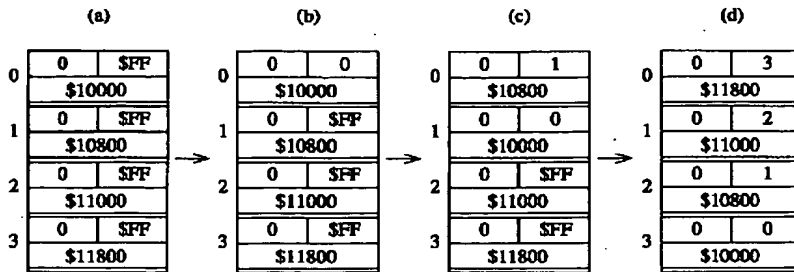 (a) (b) (c) (d)
0 $FF 0 0 0 1 0 3
0 0 0 0
$10000 $10000 $10800 $11800
0 $FF 0 $FF 0 0 0 2
1 1 1 1
$10800 $10800 $10000 $11000
0 $FF 0 $FF 0 $FF 0 1
2 2 2 2
$11000 $11000 $11000 $10800
0 $FF 0 $FF 0 $FF 0 0
3 3 3 3
$11800 $11800 $11800 $10000